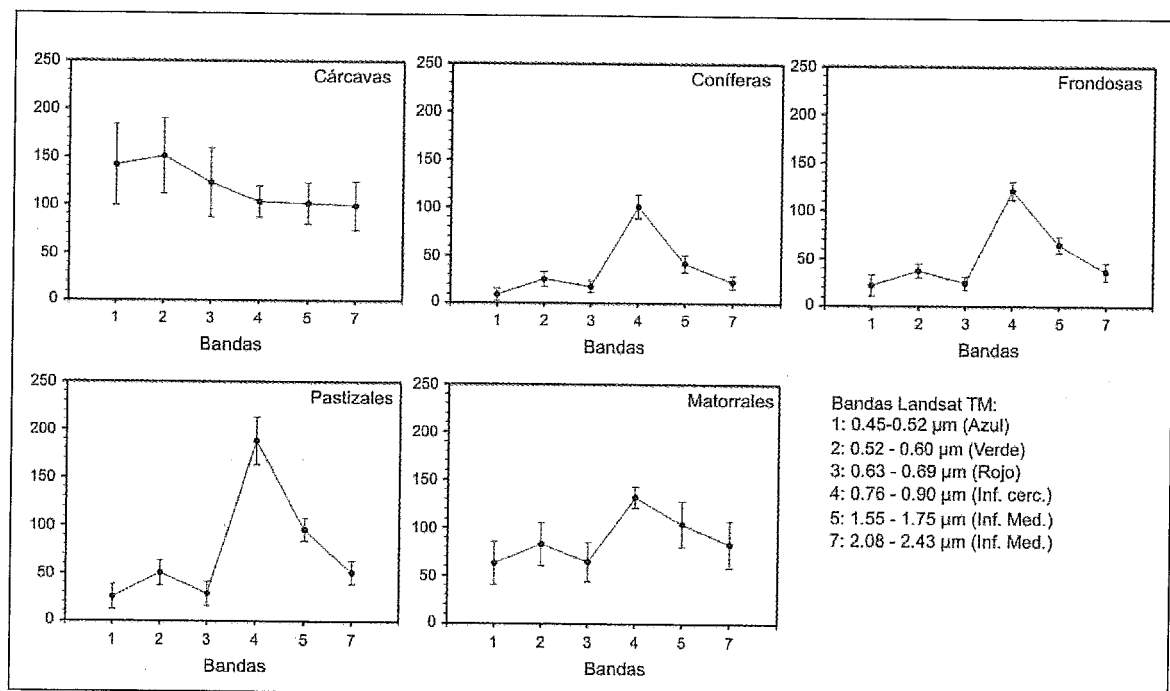 Cárcavas
250
200
150
100
50
0
1 2 3 4 5 7
Bandas
Coníferas
250
200
150
100
50
0
1 2 3 4 5 7
Bandas
Frondosas
250
200
150
100
50
0
1 2 3 4 5 7
Bandas
Pastizales
250
200
150
100
50
0
1 2 3 4 5 7
Bandas
Matorrales
250
200
150
100
50
0
1 2 3 4 5 7
Bandas
Bandas Landsat TM:
1: 0.45-0.52 µm (Azul)
2: 0.52 - 0.60 µm (Verde)
3: 0.63 - 0.69 µm (Rojo)
4: 0.76 - 0.90 µm (Inf. cerc.)
5: 1.55 - 1.75 µm (Inf. Med.)
7: 2.08 - 2.43 µm (Inf. Med.)